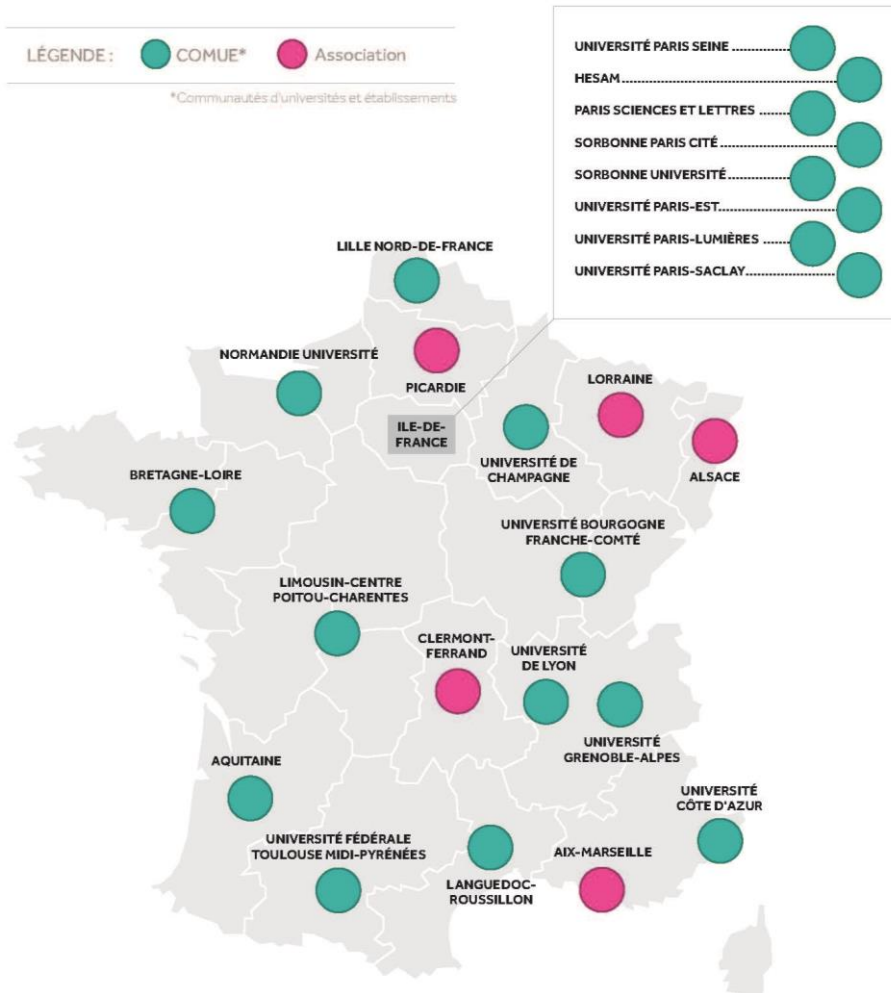 LÉGENDE : COMUE* Association
*Communautés d'universités et établissements
UNIVERSITÉ PARIS SEINE
HESAM
PARIS SCIENCES ET LETTRES
SORBONNE PARIS CITÉ
SORBONNE UNIVERSITÉ
UNIVERSITÉ PARIS-EST
UNIVERSITÉ PARIS-LUMIÈRES
UNIVERSITÉ PARIS-SACLAY
LILLE NORD-DE-FRANCE
NORMANDIE UNIVERSITÉ
PICARDIE
LORRAINE
ILE-DE-
FRANCE
UNIVERSITÉ DE
CHAMPAGNE
ALSACE
BRETAGNE-LOIRE
UNIVERSITÉ BOURGOGNE
FRANCHE-COMTÉ
LIMOUSIN-CENTRE
POITOU-CHARENTES
CLERMONT-
FERRAND
UNIVERSITÉ
DE LYON
UNIVERSITÉ
GRENOBLE-ALPES
AQUITAINE
UNIVERSITÉ
CÔTE D'AZUR
UNIVERSITÉ FÉDÉRALE
TOULOUSE MIDI-PYRÉNÉES
LANGUEDOC-
ROUSSILLON
AIX-MARSEILLE